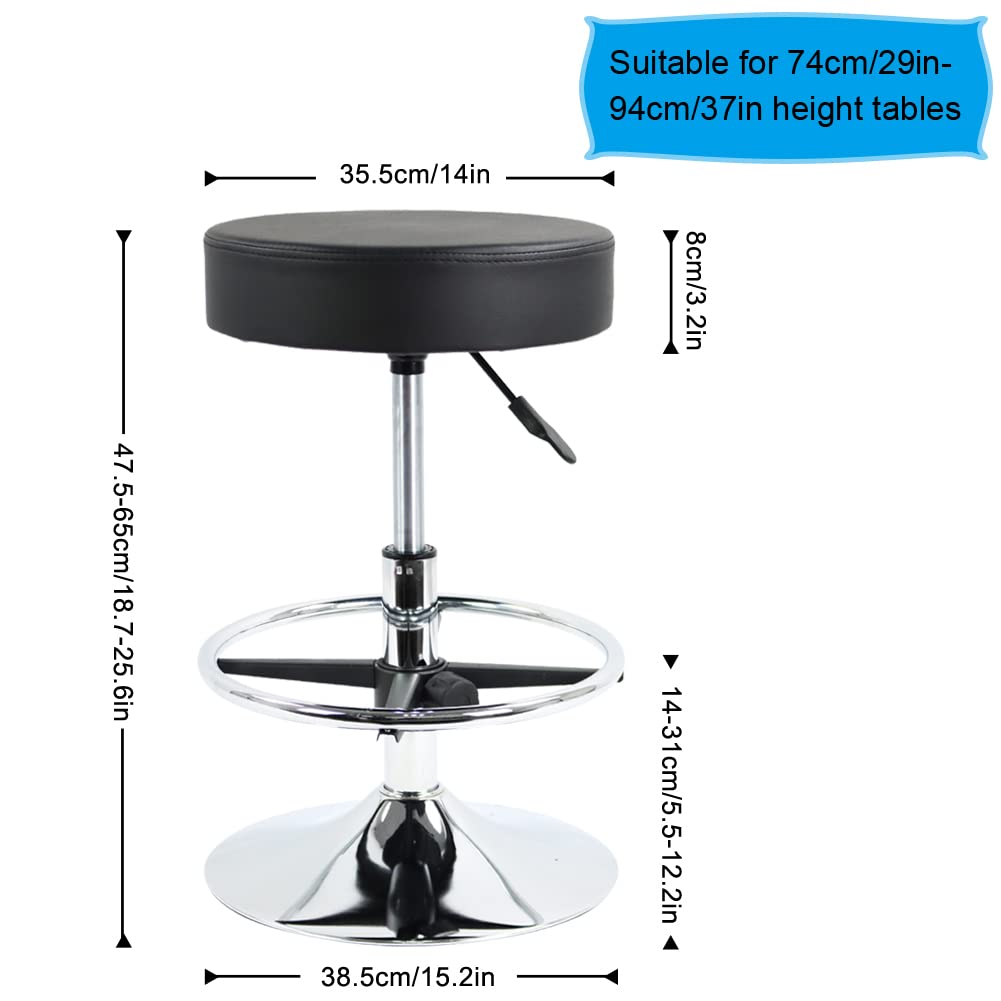 Suitable for 74cm/29in-
94cm/37in height tables
35.5cm/14in
8cm/3.2in
47.5-65cm/18.7-25.6in
14-31cm/5.5-12.2in
38.5cm/15.2in